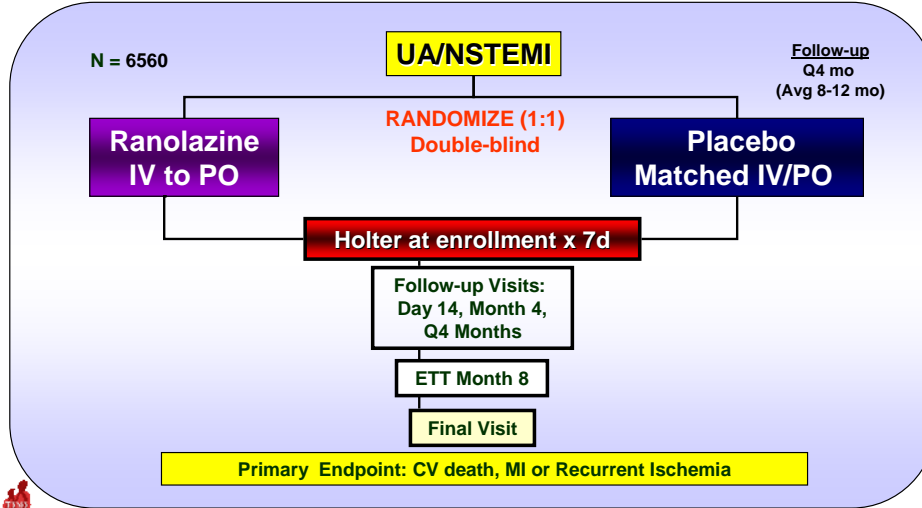 N = 6560
UA/NSTEMI
Follow-up
Q4 mo
(Avg 8-12 mo)
RANDOMIZE (1:1)
Double-blind
Ranolazine
IV to PO
Placebo
Matched IV/PO
Holter at enrollment x 7d
Follow-up Visits:
Day 14, Month 4,
Q4 Months
ETT Month 8
Final Visit
Primary Endpoint: CV death, MI or Recurrent Ischemia